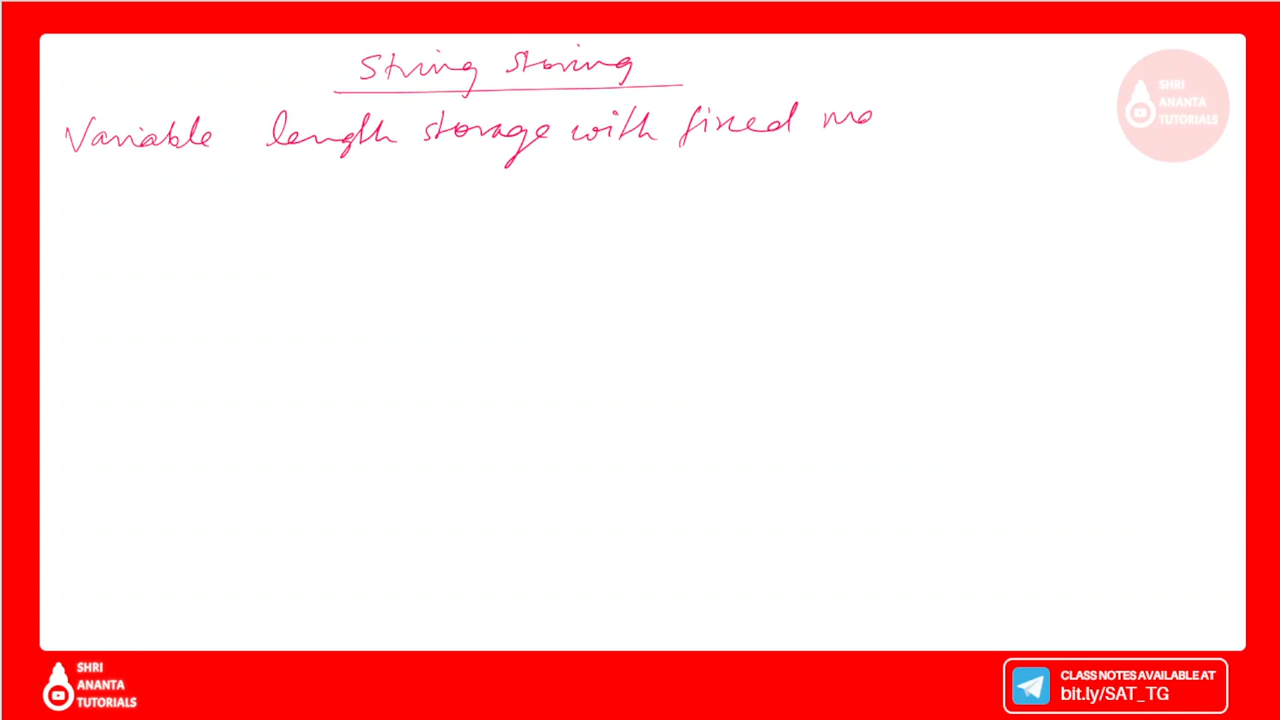 String Storing
Variable length storage with fixed ma
SHRI
ANANTA
TUTORIALS
SHRI
ANANTA
TUTORIALS
CLASS NOTES AVAILABLE AT
bit.ly/SAT_TG